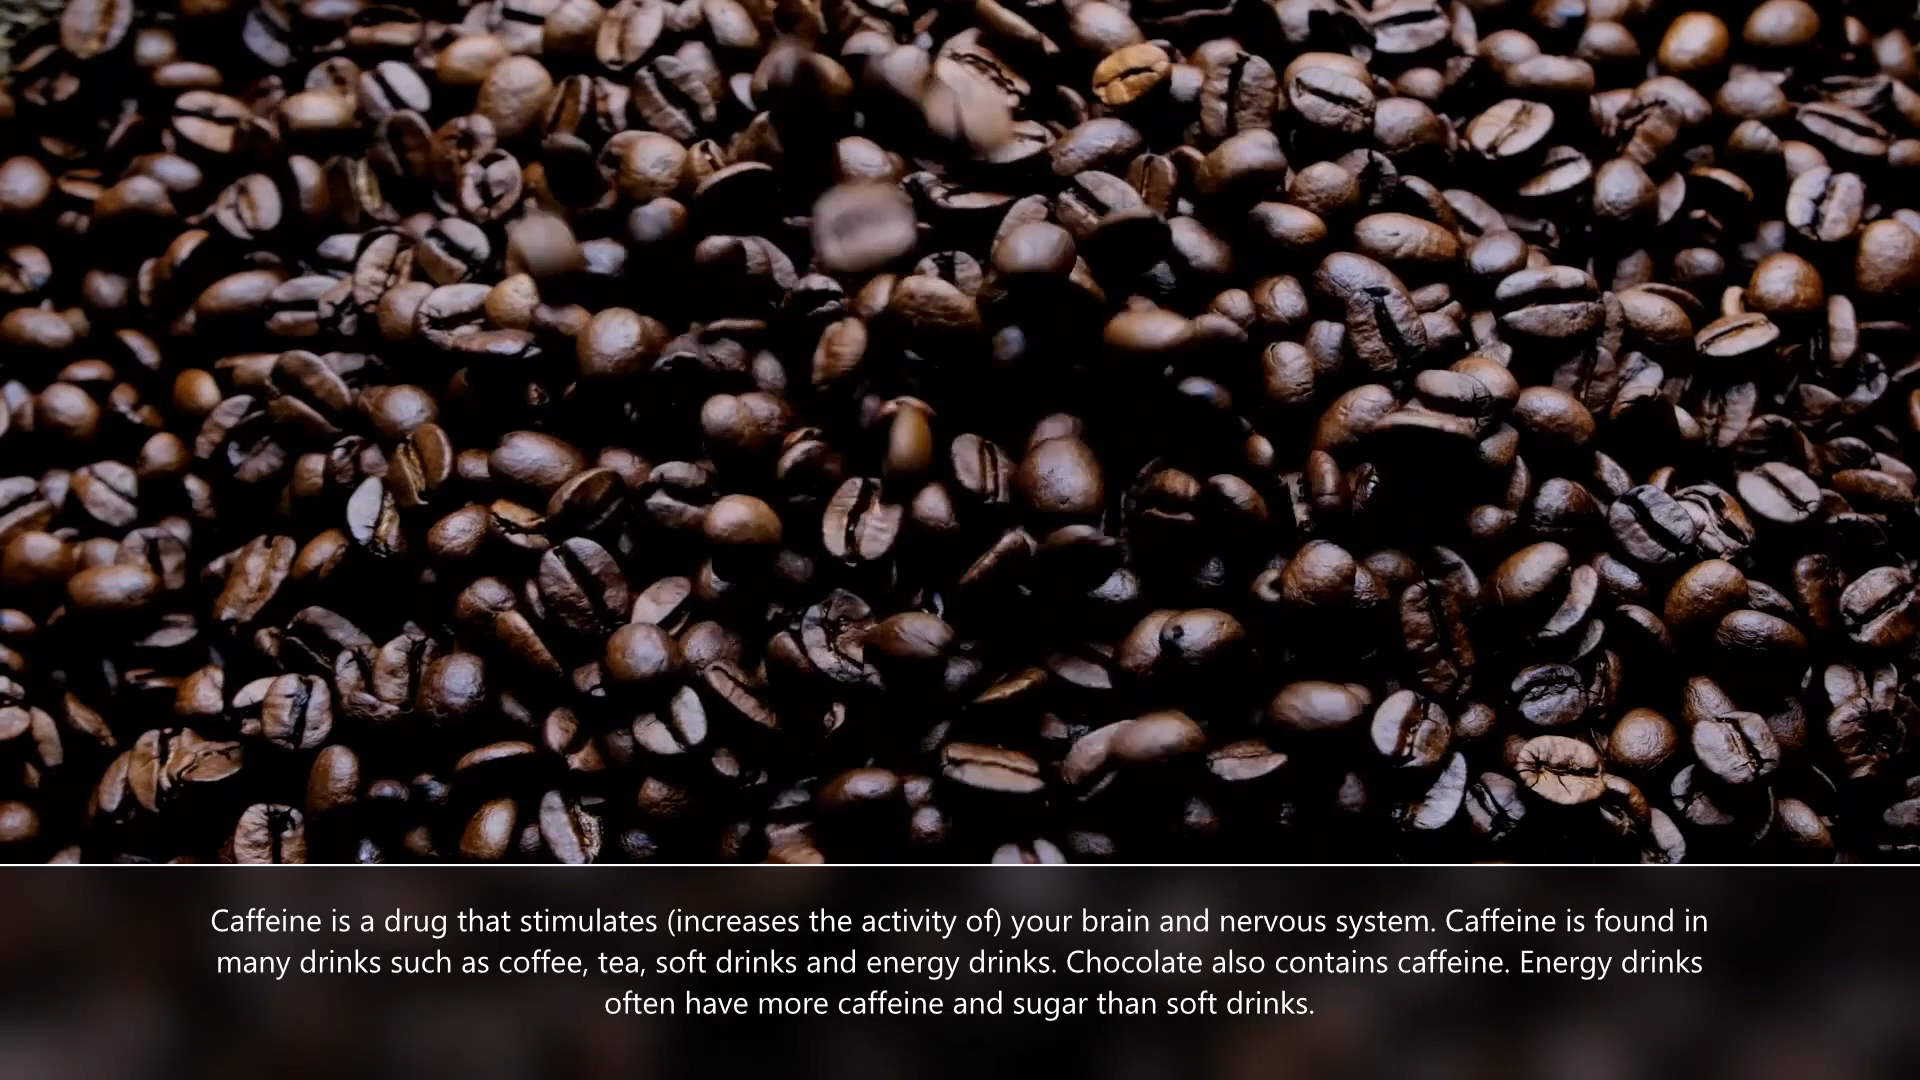 Caffeine is a drug that stimulates (increases the activity of) your brain and nervous system. Caffeine is found in
many drinks such as coffee, tea, soft drinks and energy drinks. Chocolate also contains caffeine. Energy drinks
often have more caffeine and sugar than soft drinks.